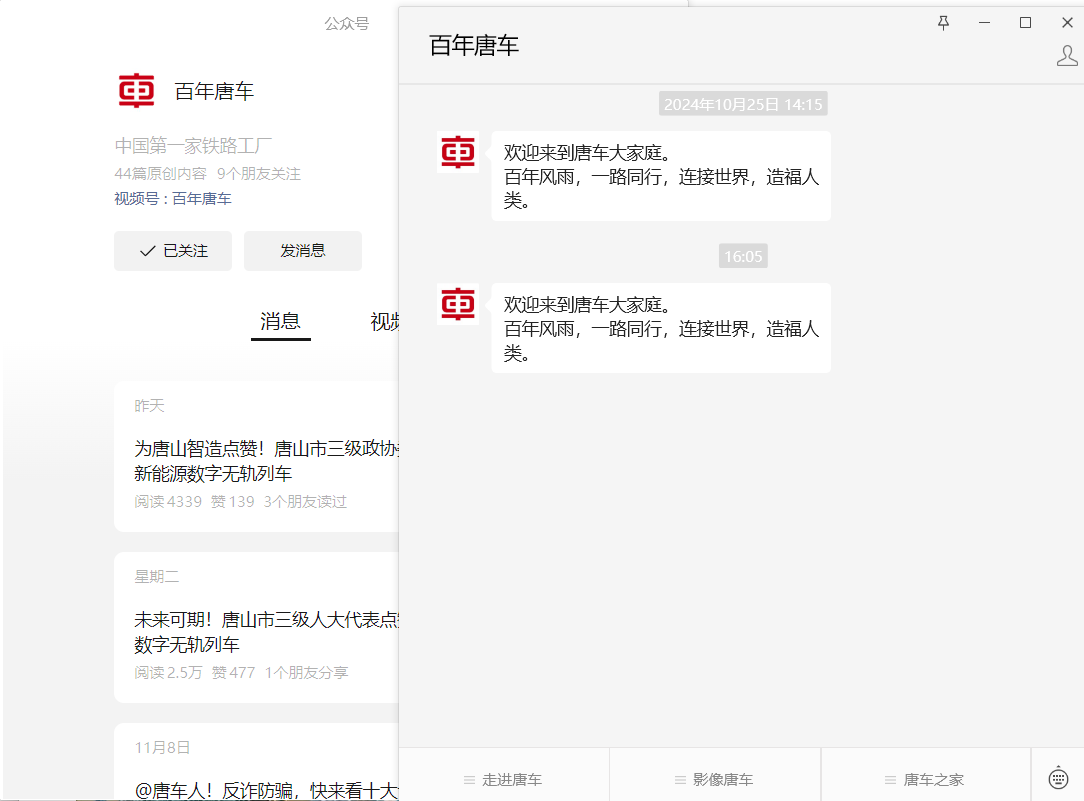 公众号
百年唐车
中国第一家铁路工厂
44篇原创内容 9个朋友关注
视频号：百年唐车
已关注
发消息
消息
视频
昨天
为唐山智造点赞！唐山市三级政协
新能源数字无轨列车
阅读 4339 赞 139 3个朋友读过
星期二
未来可期！唐山市三级人大代表点
数字无轨列车
阅读 2.5万 赞 477 1个朋友分享
11月8日
@唐车人！反诈防骗，快来看十大
百年唐车
2024年10月25日 14:15
欢迎来到唐车大家庭。
百年风雨，一路同行，连接世界，造福人
类。
16:05
欢迎来到唐车大家庭。
百年风雨，一路同行，连接世界，造福人
类。
走进唐车
影像唐车
唐车之家